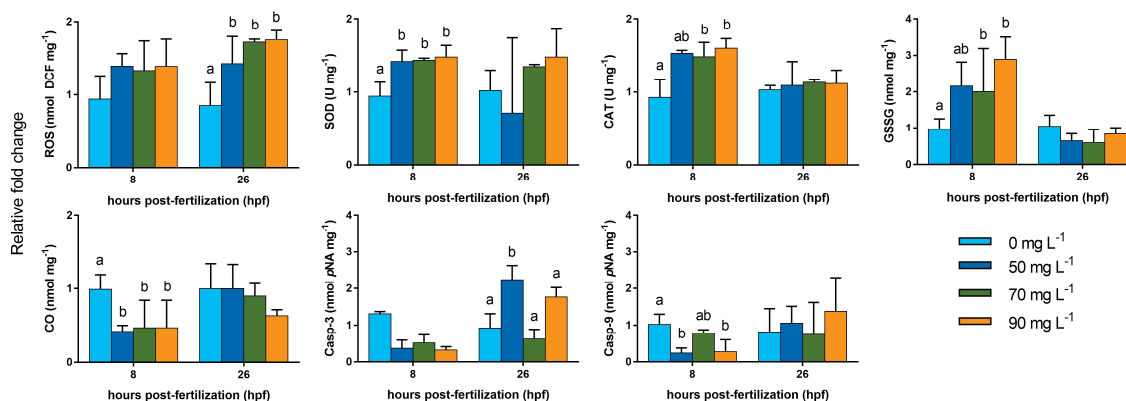 Relative fold change
ROS (nmol DCF mg⁻¹)
2
1
0
a
b
b
b
8
26
hours post-fertilization (hpf)
SOD (U mg⁻¹)
2
1
0
a
b
b
b
8
26
hours post-fertilization (hpf)
CAT (U mg⁻¹)
2
1
0
a
ab
ab
b
8
26
hours post-fertilization (hpf)
GSSG (nmol mg⁻¹)
4
3
2
1
0
a
ab
b
b
8
26
hours post-fertilization (hpf)
CO (nmol mg⁻¹)
2
1
0
a
b
b
b
8
26
hours post-fertilization (hpf)
Casp-3 (nmol pNA mg⁻¹)
4
3
2
1
0
a
b
a
a
8
26
hours post-fertilization (hpf)
Casp-9 (nmol pNA mg⁻¹)
4
3
2
1
0
a
b
ab
b
8
26
hours post-fertilization (hpf)
0 mg L⁻¹
50 mg L⁻¹
70 mg L⁻¹
90 mg L⁻¹